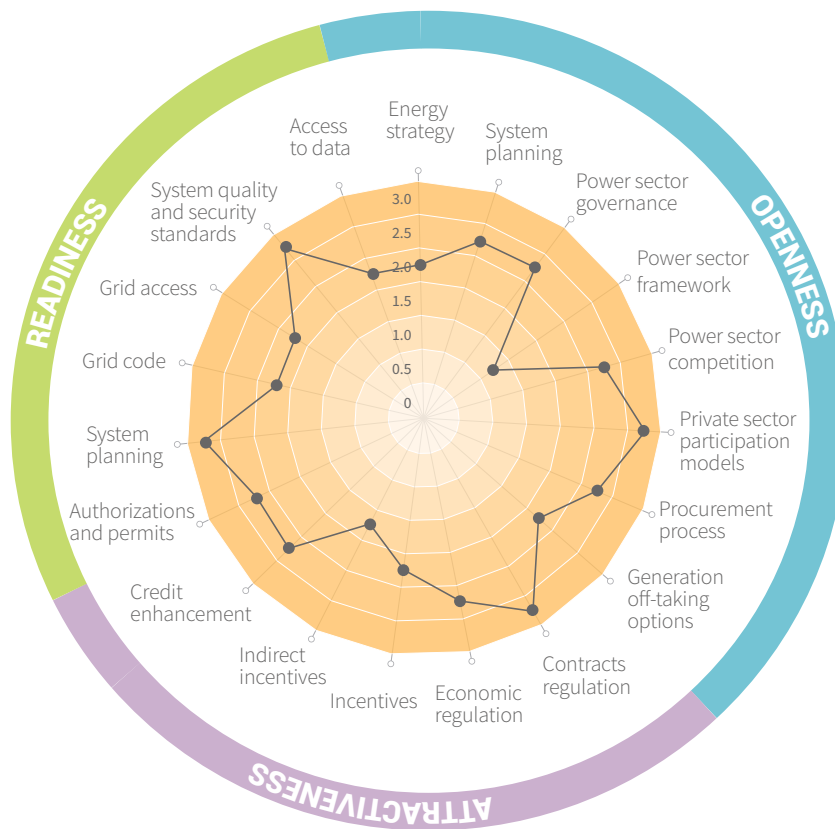 READINESS
OPENNESS
ATTRACTIVENESS
Energy
strategy
System
planning
Power sector
governance
Power sector
framework
Power sector
competition
Private sector
participation
models
Procurement
process
Generation
off-taking
options
Contracts
regulation
Economic
regulation
Incentives
Indirect
incentives
Credit
enhancement
Authorizations
and permits
System
planning
Grid code
Grid access
System quality
and security
standards
Access
to data
3.0
2.5
2.0
1.5
1.0
0.5
0